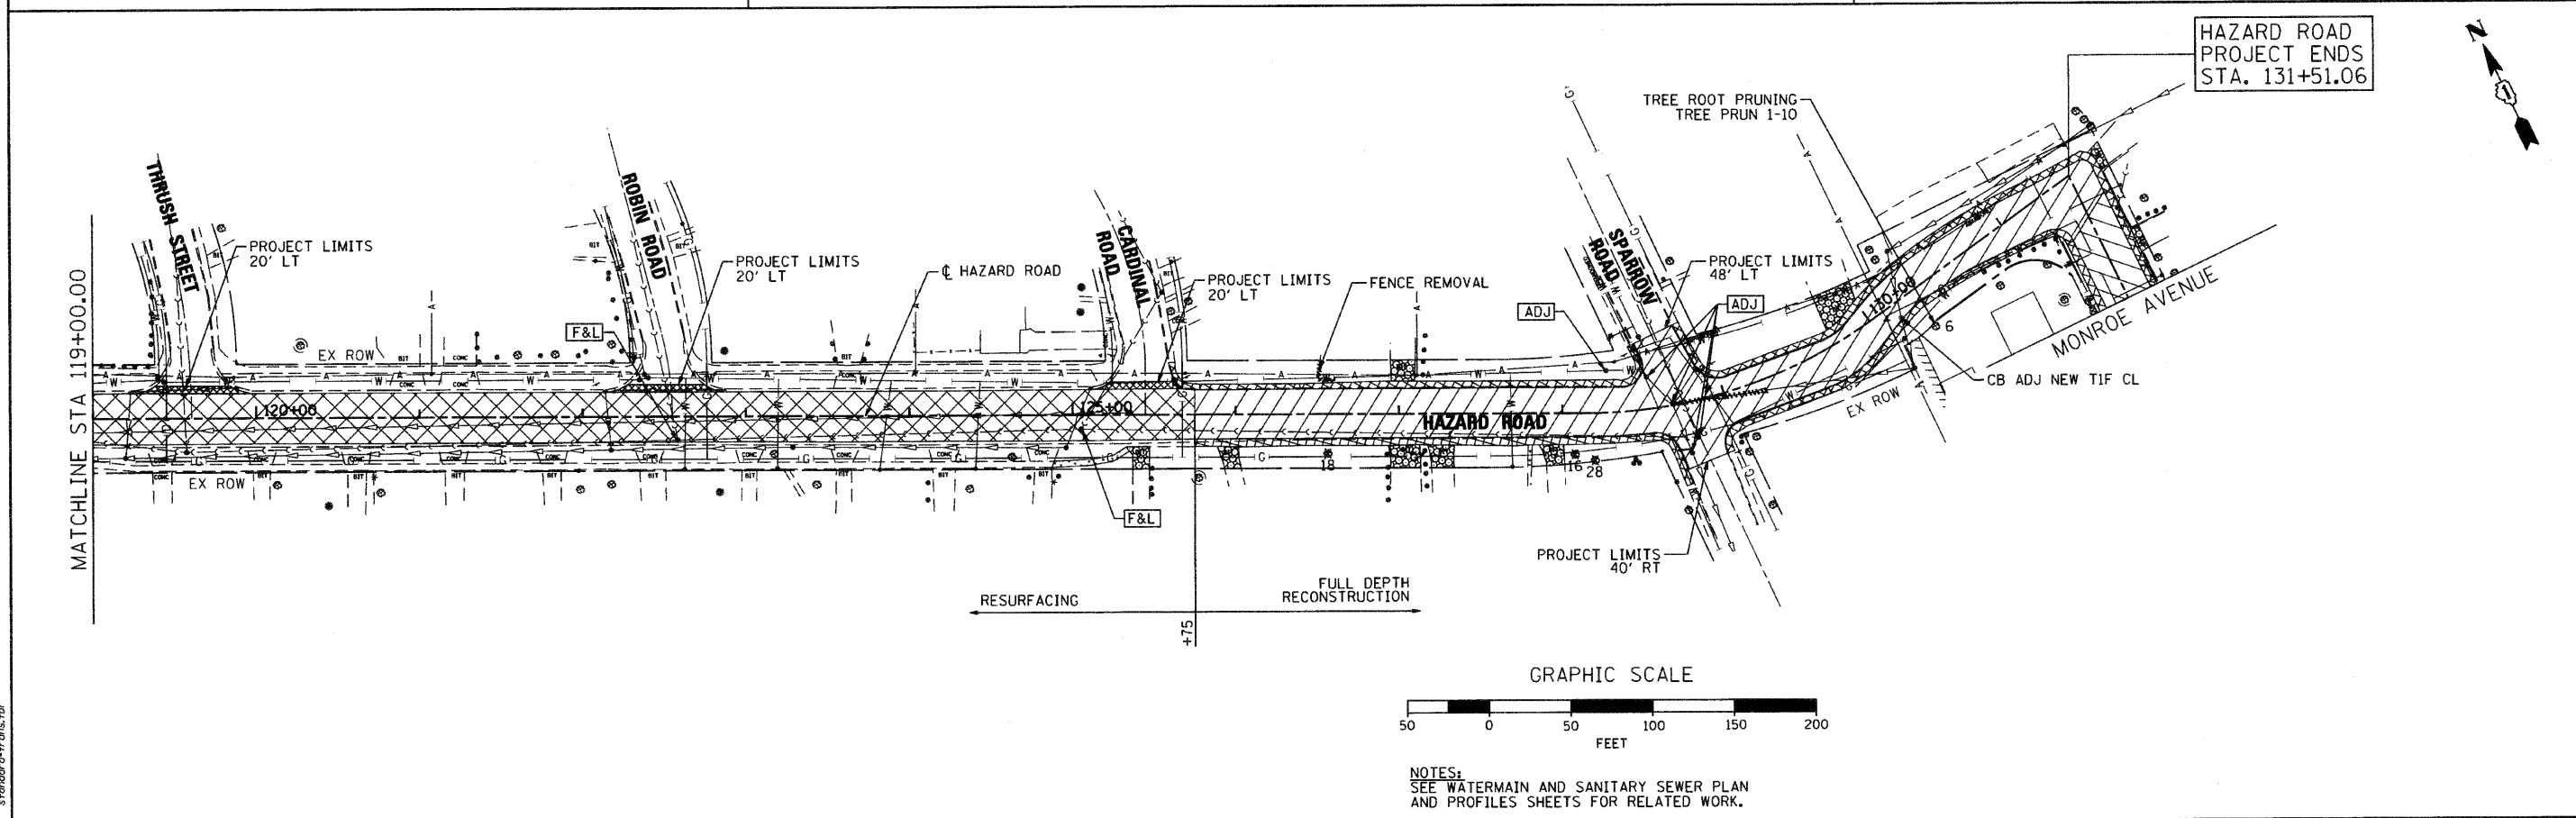 HAZARD ROAD
PROJECT ENDS
STA. 131+51.06
N
1
TREE ROOT PRUNING
TREE PRUN 1-10
THRUSH STREET
PROJECT LIMITS
20' LT
ROBIN ROAD
PROJECT LIMITS
20' LT
℄ HAZARD ROAD
CARDINAL
ROAD
PROJECT LIMITS
20' LT
FENCE REMOVAL
SPARROW
ROAD
PROJECT LIMITS
48' LT
ADJ
ADJ
F&L
EX ROW
MATCHLINE STA 119+00.00
120+00
125+00
HAZARD ROAD
130+00
6
MONROE AVENUE
CB ADJ NEW T1F CL
EX ROW
EX ROW
18
16
28
F&L
PROJECT LIMITS
40' RT
RESURFACING
FULL DEPTH
RECONSTRUCTION
+75
GRAPHIC SCALE
50 0 50 100 150 200
FEET
NOTES:
SEE WATERMAIN AND SANITARY SEWER PLAN
AND PROFILES SHEETS FOR RELATED WORK.